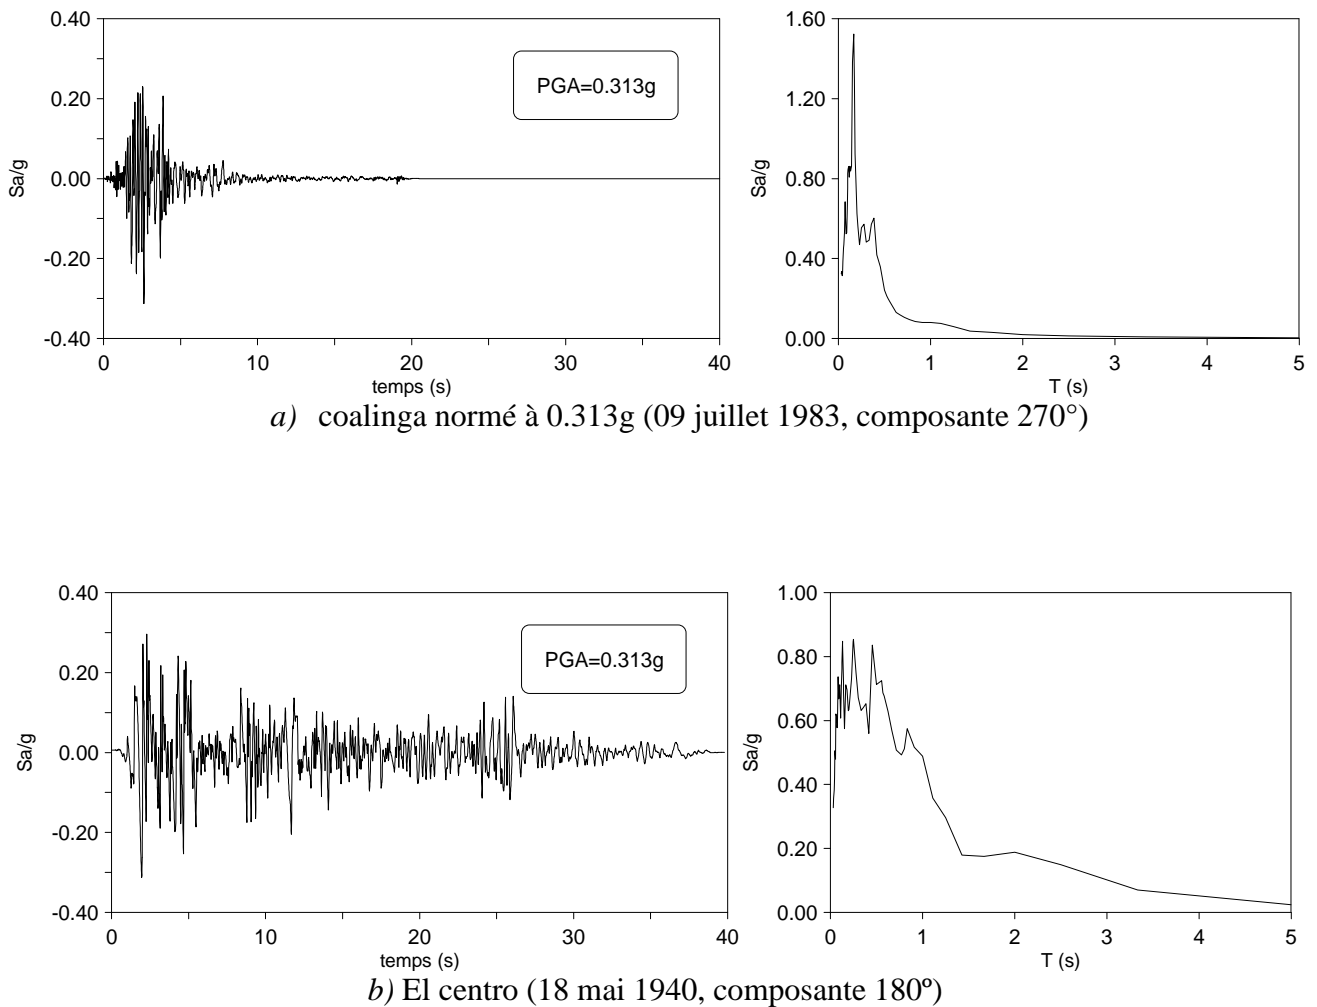 0.40
0.20
0.00
-0.20
-0.40
Sa/g
PGA=0.313g
0 10 20 30 40
temps (s)
1.60
1.20
0.80
0.40
0.00
Sa/g
0 1 2 3 4 5
T (s)
a) coalinga normé à 0.313g (09 juillet 1983, composante 270°)
0.40
0.20
0.00
-0.20
-0.40
Sa/g
PGA=0.313g
0 10 20 30 40
temps (s)
1.00
0.80
0.60
0.40
0.20
0.00
Sa/g
0 1 2 3 4 5
T (s)
b) El centro (18 mai 1940, composante 180º)